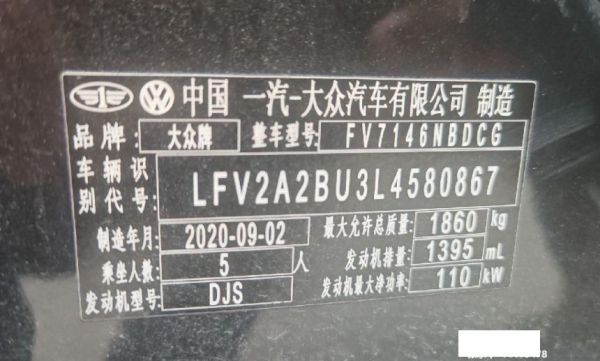 中国 一汽-大众汽车有限公司 制造
品牌: 大众牌 整车型号: FV7146NBDCG
车辆识别代号: LFV2A2BU3L4580867
制造年月: 2020-09-02 最大允许总质量: 1860 kg
乘坐人数: 5 人 发动机排量: 1395 mL
发动机型号: DJS 发动机最大净功率: 110 kW